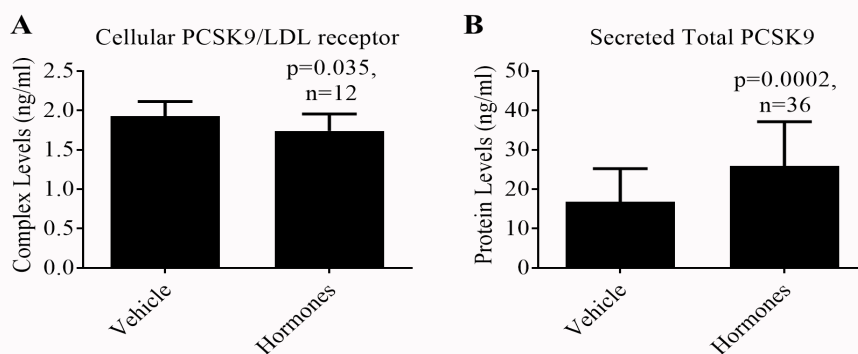 A
Cellular PCSK9/LDL receptor
Complex Levels (ng/ml)
2.5
2.0
1.5
1.0
0.5
0.0
p=0.035,
n=12
Vehicle
Hormones
B
Secreted Total PCSK9
Protein Levels (ng/ml)
50
40
30
20
10
0
p=0.0002,
n=36
Vehicle
Hormones